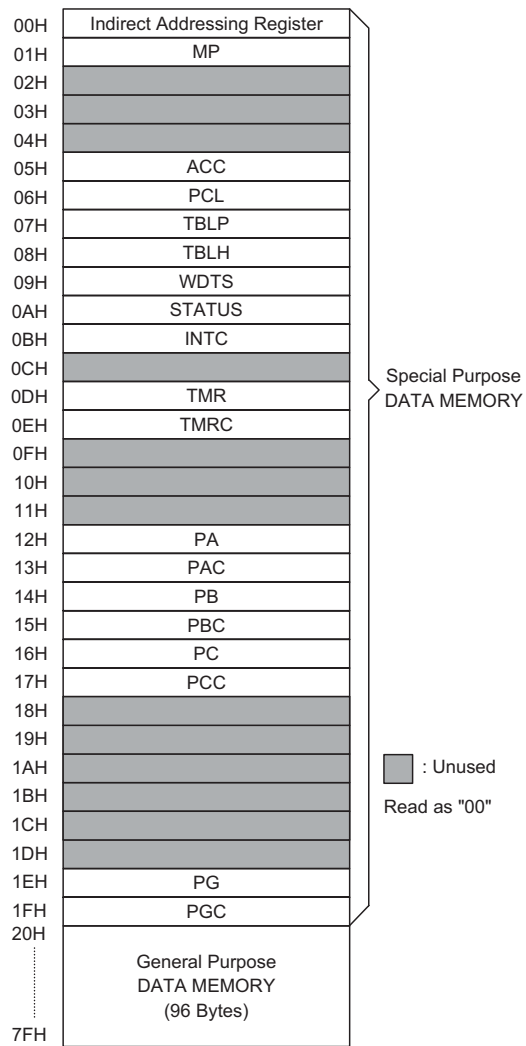 00H Indirect Addressing Register
01H MP
02H
03H
04H
05H ACC
06H PCL
07H TBLP
08H TBLH
09H WDTS
0AH STATUS
0BH INTC
0CH
0DH TMR
0EH TMRC
0FH
10H
11H
12H PA
13H PAC
14H PB
15H PBC
16H PC
17H PCC
18H
19H
1AH
1BH
1CH
1DH
1EH PG
1FH PGC
20H
General Purpose
DATA MEMORY
(96 Bytes)
7FH
Special Purpose
DATA MEMORY
: Unused
Read as "00"